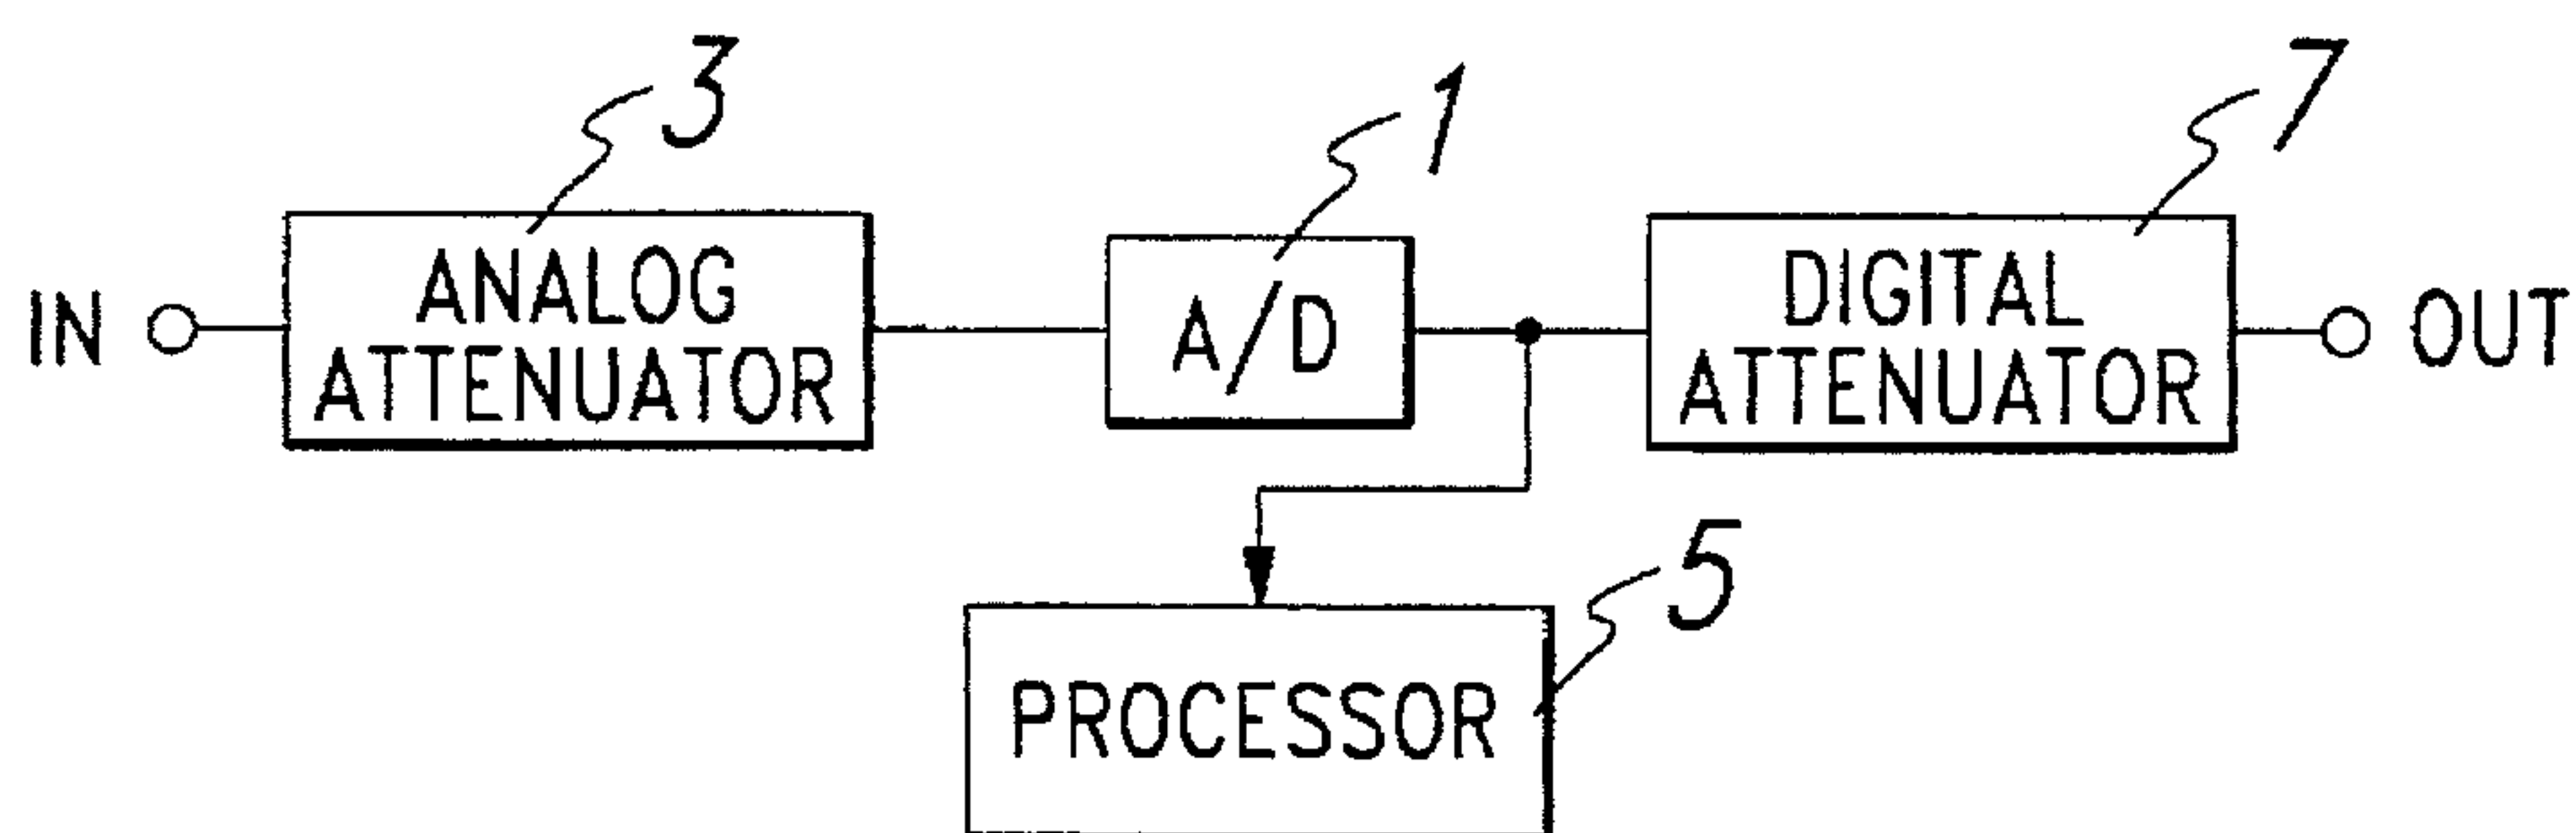 3
1
7
IN
ANALOG
ATTENUATOR
A/D
DIGITAL
ATTENUATOR
OUT
5
PROCESSOR